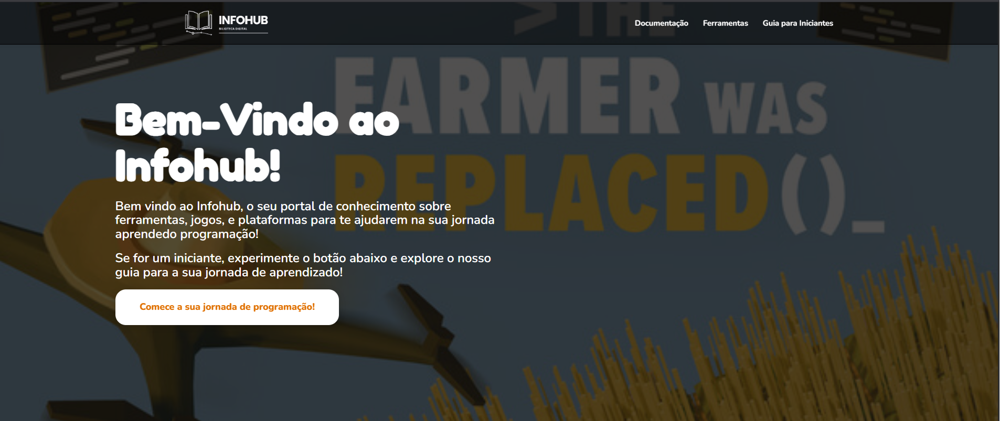 > THE
INFOHUB
BILIOTECA DIGITAL
Documentação Ferramentas Guia para Iniciantes
FARMER WAS
REPLACED()_
Bem-Vindo ao
Infohub!
Bem vindo ao Infohub, o seu portal de conhecimento sobre
ferramentas, jogos, e plataformas para te ajudarem na sua jornada
aprendedo programação!
Se for um iniciante, experimente o botão abaixo e explore o nosso
guia para a sua jornada de aprendizado!
Comece a sua jornada de programação!